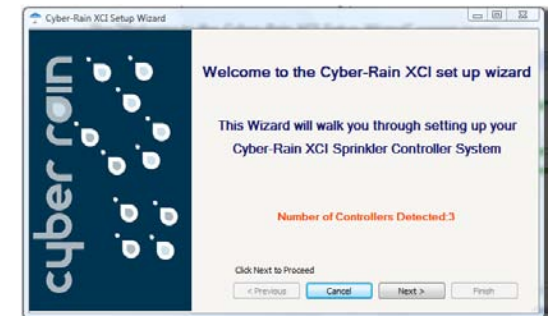 Cyber-Rain XCI Setup Wizard
cyber rain
Welcome to the Cyber-Rain XCI set up wizard
This Wizard will walk you through setting up your
Cyber-Rain XCI Sprinkler Controller System
Number of Controllers Detected:3
Click Next to Proceed
< Previous
Cancel
Next >
Finish